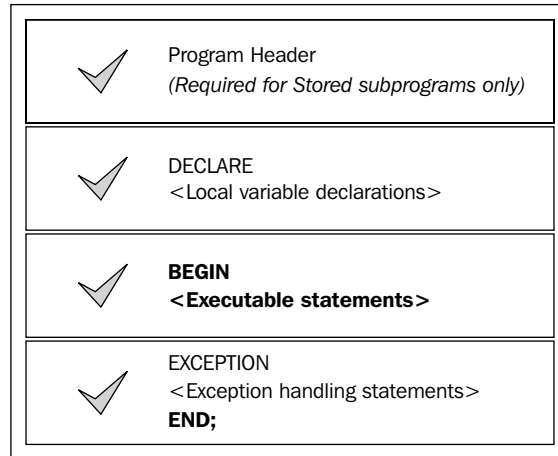 Program Header
(Required for Stored subprograms only)
DECLARE
<Local variable declarations>
BEGIN
<Executable statements>
EXCEPTION
<Exception handling statements>
END;